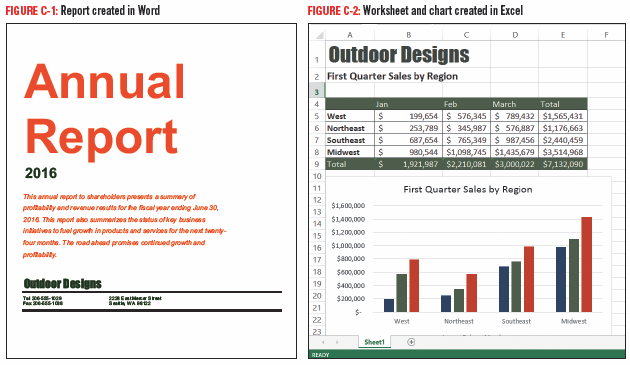 FIGURE C-1: Report created in Word
Annual
Report
2016
This annual report to shareholders presents a summary of
profitability and revenue results for the fiscal year ending June 30,
2016. This report also summarizes the status of key business
initiatives to fuel growth in products and services for the next twenty-
four months. The road ahead promises continued growth and
profitability.
Outdoor Designs
Tel 206-555-1029 2228 East Mercer Street
Fax 206-555-1098 Seattle, WA 98122
FIGURE C-2: Worksheet and chart created in Excel
A B C D E F
1 Outdoor Designs
2 First Quarter Sales by Region
3
4 Jan Feb March Total
5 West $ 199,654 $ 576,345 $ 789,432 $1,565,431
6 Northeast $ 253,789 $ 345,987 $ 576,887 $1,176,663
7 Southeast $ 687,654 $ 765,349 $ 987,456 $2,440,459
8 Midwest $ 980,544 $1,098,745 $1,435,679 $3,514,968
9 Total $ 1,921,987 $2,210,081 $3,000,022 $7,132,090
10
11 First Quarter Sales by Region
12
13 $1,600,000
14 $1,400,000
15 $1,200,000
16 $1,000,000
17 $800,000
18 $600,000
19 $400,000
20 $200,000
21 $-
22 West Northeast Southeast Midwest
23
Sheet1
READY